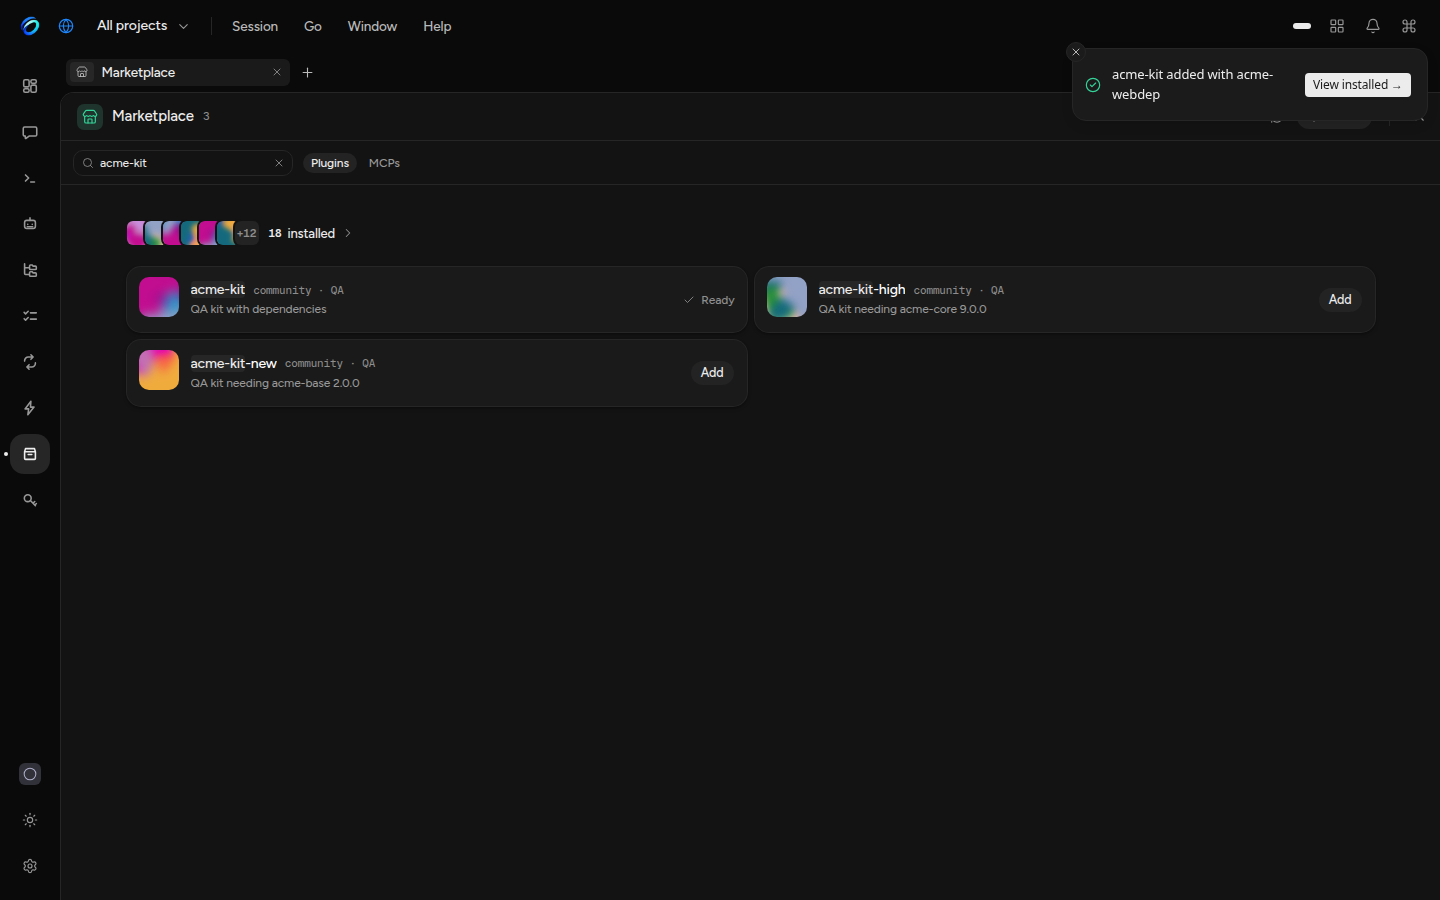 All projects
Session
Go
Window
Help
Marketplace
acme-kit added with acme-
webdep
View installed →
Marketplace 3
acme-kit
Plugins
MCPs
+12
18 installed
acme-kit community · QA
QA kit with dependencies
Ready
acme-kit-high community · QA
QA kit needing acme-core 9.0.0
Add
acme-kit-new community · QA
QA kit needing acme-base 2.0.0
Add